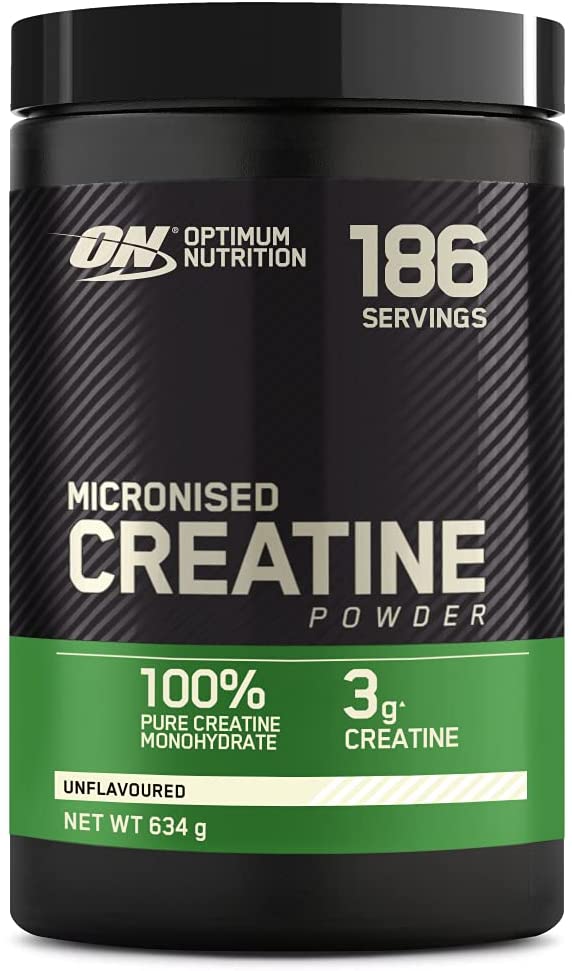 ON® OPTIMUM
NUTRITION
186
SERVINGS
MICRONISED
CREATINE
POWDER
100%
PURE CREATINE
MONOHYDRATE
3g▲
CREATINE
UNFLAVOURED
NET WT 634 g